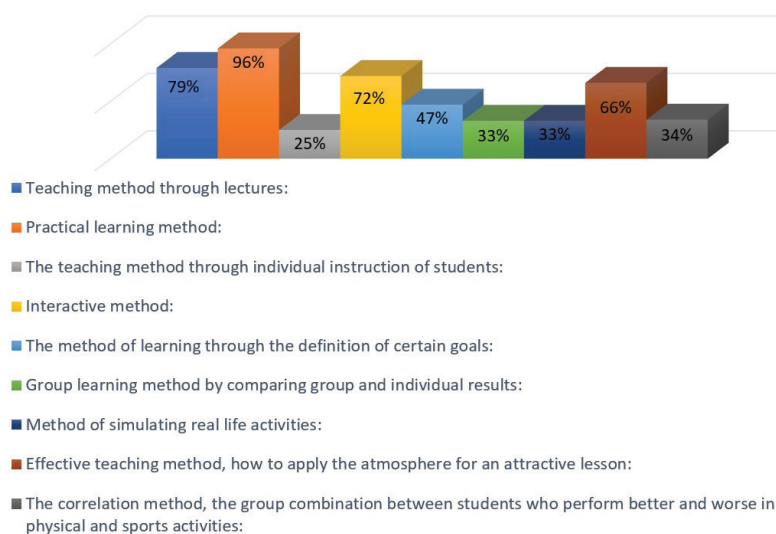 79%
96%
25%
72%
47%
33%
33%
66%
34%
Teaching method through lectures:
Practical learning method:
The teaching method through individual instruction of students:
Interactive method:
The method of learning through the definition of certain goals:
Group learning method by comparing group and individual results:
Method of simulating real life activities:
Effective teaching method, how to apply the atmosphere for an attractive lesson:
The correlation method, the group combination between students who perform better and worse in
physical and sports activities: